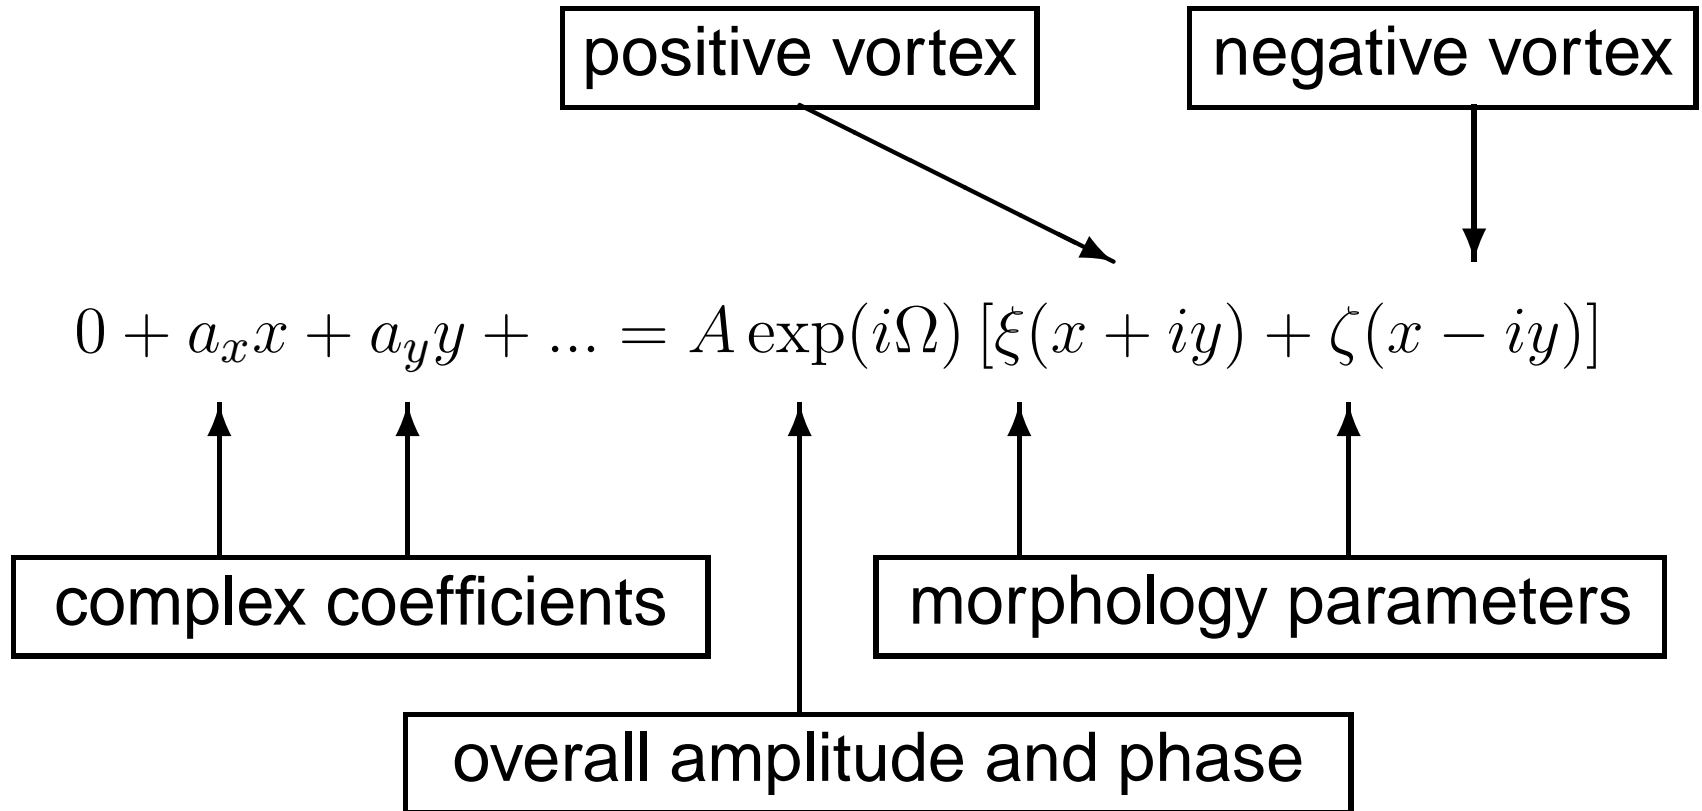 positive vortex negative vortex
0 + a_x x + a_y y + ... = A exp(iΩ) [ξ(x + iy) + ζ(x − iy)]
complex coefficients morphology parameters
overall amplitude and phase